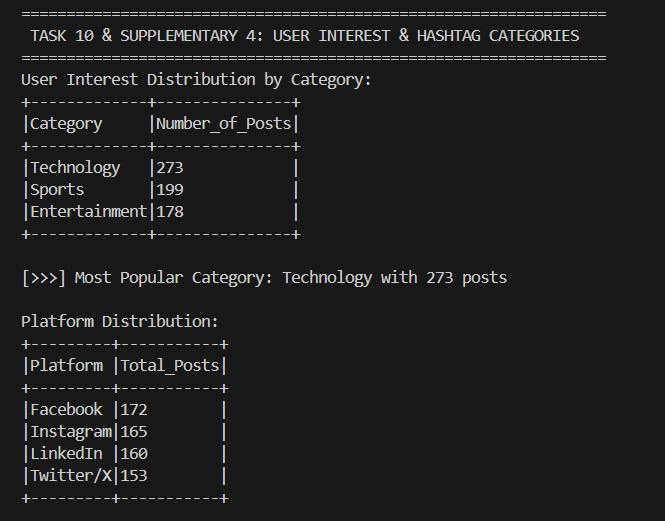 =================================================================
TASK 10 & SUPPLEMENTARY 4: USER INTEREST & HASHTAG CATEGORIES
=================================================================
User Interest Distribution by Category:
+-------------+---------------+
|Category     |Number_of_Posts|
+-------------+---------------+
|Technology   |273            |
|Sports       |199            |
|Entertainment|178            |
+-------------+---------------+
[>>>] Most Popular Category: Technology with 273 posts
Platform Distribution:
+---------+-----------+
|Platform |Total_Posts|
+---------+-----------+
|Facebook |172        |
|Instagram|165        |
|LinkedIn |160        |
|Twitter/X|153        |
+---------+-----------+